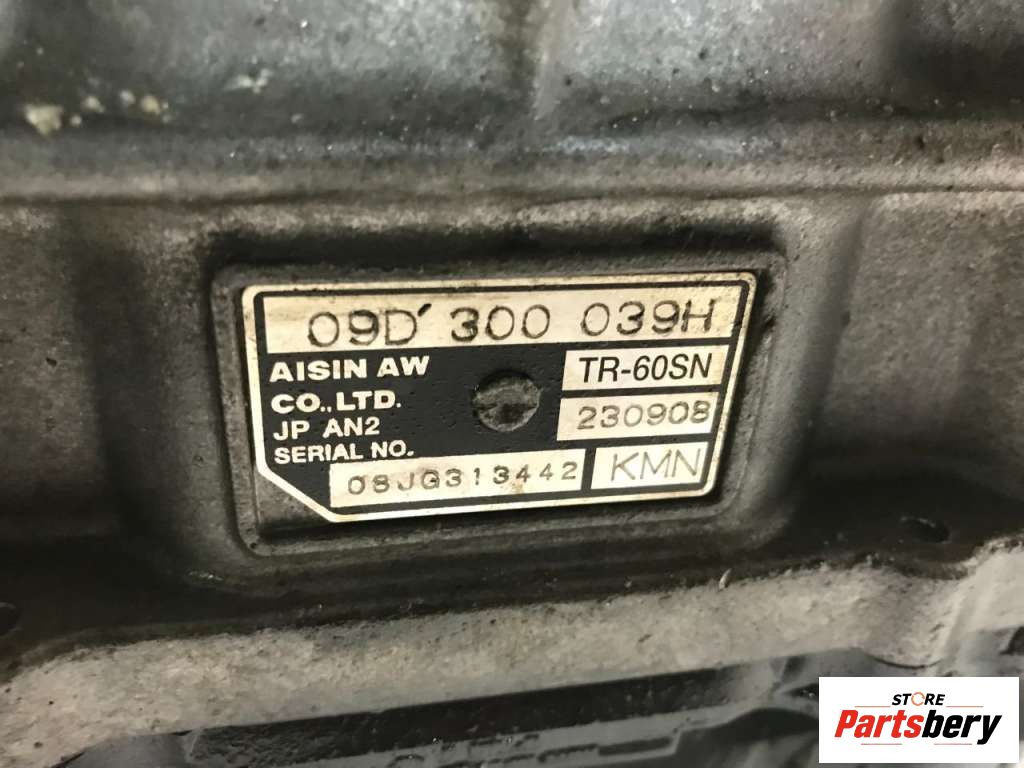 09D 300 039H
AISIN AW
CO.,LTD.
JP AN2
SERIAL NO.
TR-60SN
230908
08JG313442
KMN
STORE
Partsbery